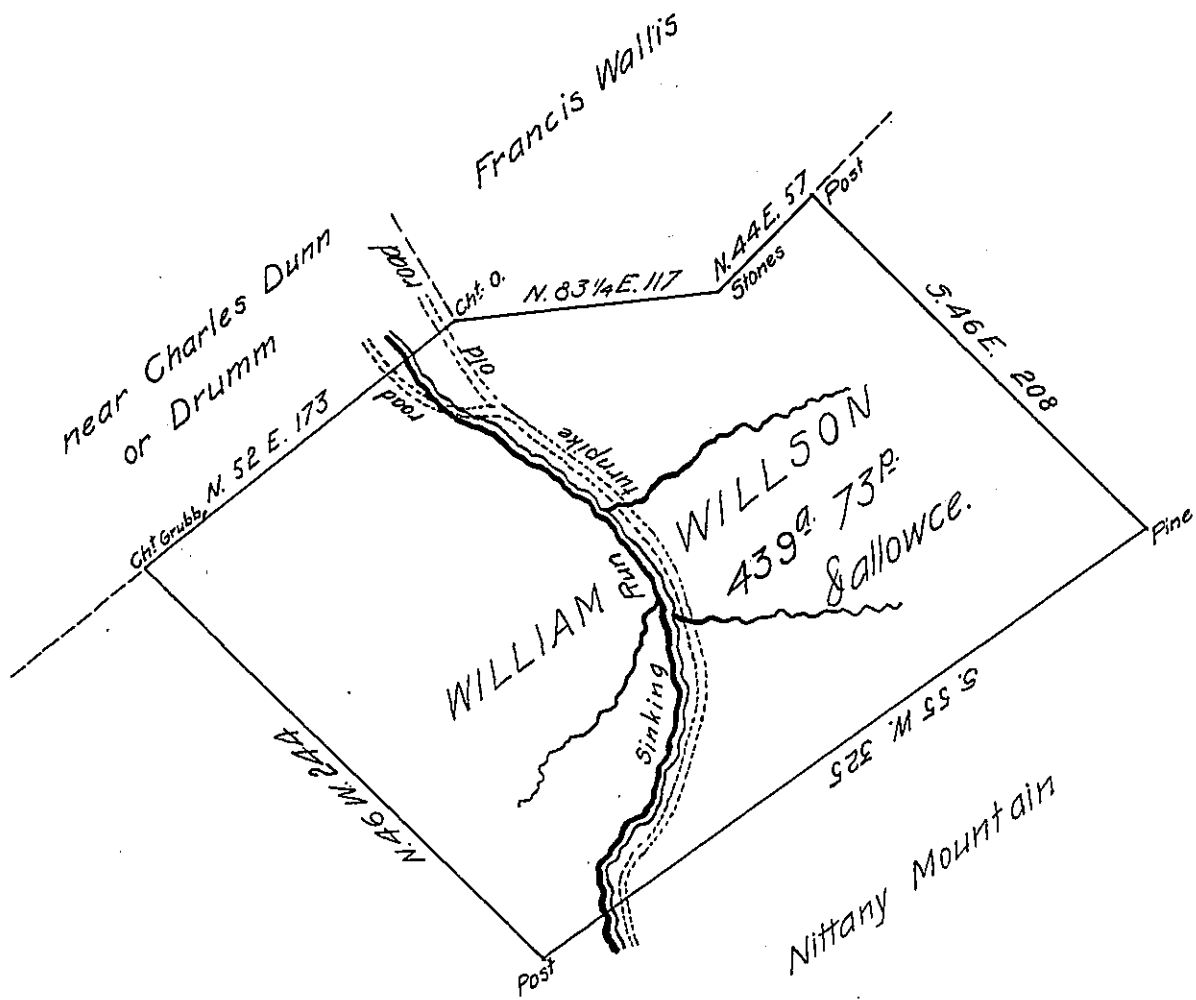 Francis Wallis
near Charles Dunn
or Drumm
road
Cht. O.
N. 83¼ E. 117
Stones
N. 44 E. 57
Post
S. 46 E. 208
Pine
S. 55 W. 325
Nittany Mountain
Post
N. 46 W. 244
Cht Grubb,
N. 52 E. 173
road
old
turnpike
Sinking
Run
WILLIAM
WILLSON
439a. 73p.
& allowce.